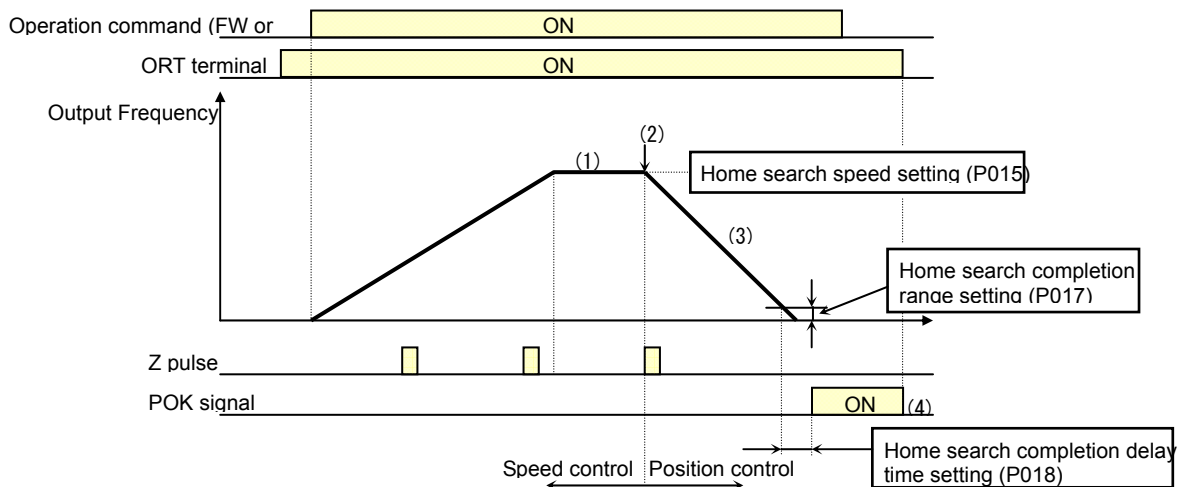 Operation command (FW or
ON
ORT terminal
ON
Output Frequency
(1)
(2)
Home search speed setting (P015)
(3)
Home search completion
range setting (P017)
Z pulse
POK signal
ON
(4)
Speed control
Position control
Home search completion delay
time setting (P018)